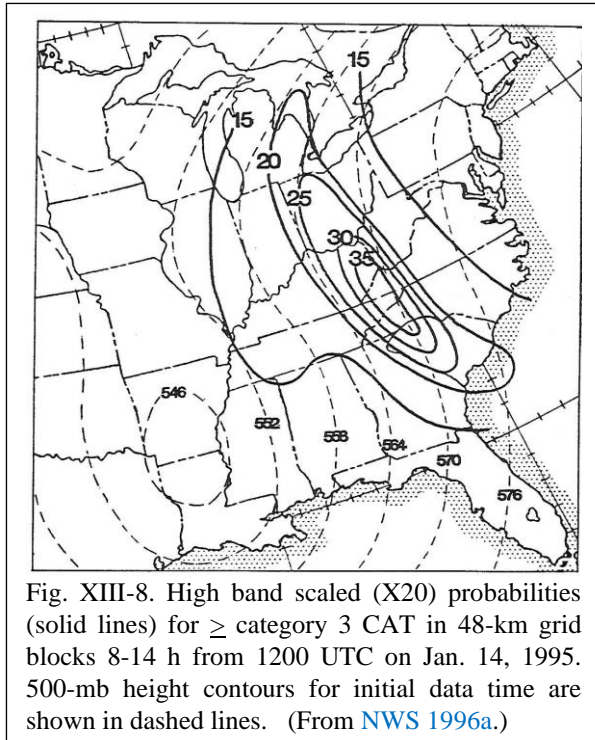 15
15
20
25
30
35
546
552
558
564
570
576
Fig. XIII-8. High band scaled (X20) probabilities
(solid lines) for ≥ category 3 CAT in 48-km grid
blocks 8-14 h from 1200 UTC on Jan. 14, 1995.
500-mb height contours for initial data time are
shown in dashed lines. (From NWS 1996a.)